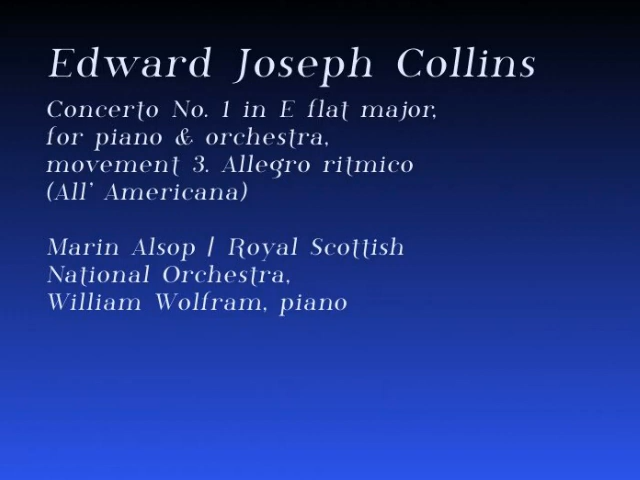 Edward Joseph Collins
Concerto No. 1 in E flat major,
for piano & orchestra,
movement 3. Allegro ritmico
(All' Americana)
Marin Alsop / Royal Scottish
National Orchestra,
William Wolfram, piano